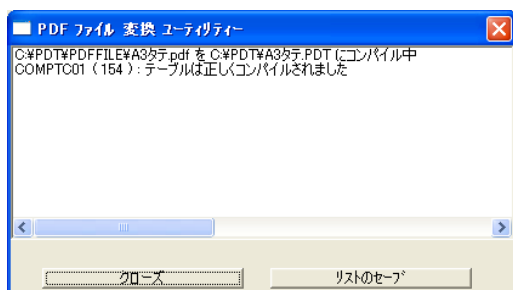 PDF ﾌｧｲﾙ 変換 ﾕｰﾃｨﾘﾃｨｰ
C:¥PDT¥PDFFILE¥A3タテ.pdf を C:¥PDT¥A3タテ.PDT にコンパイル中
COMPTC01 ( 154 ) : テーブルは正しくコンパイルされました
クローズ
リストのセーブ